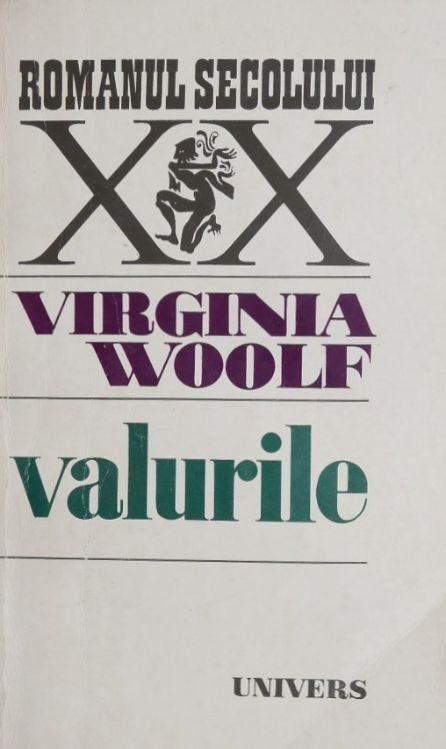 ROMANUL SECOLULUI
XX
VIRGINIA
WOOLF
valurile
UNIVERS